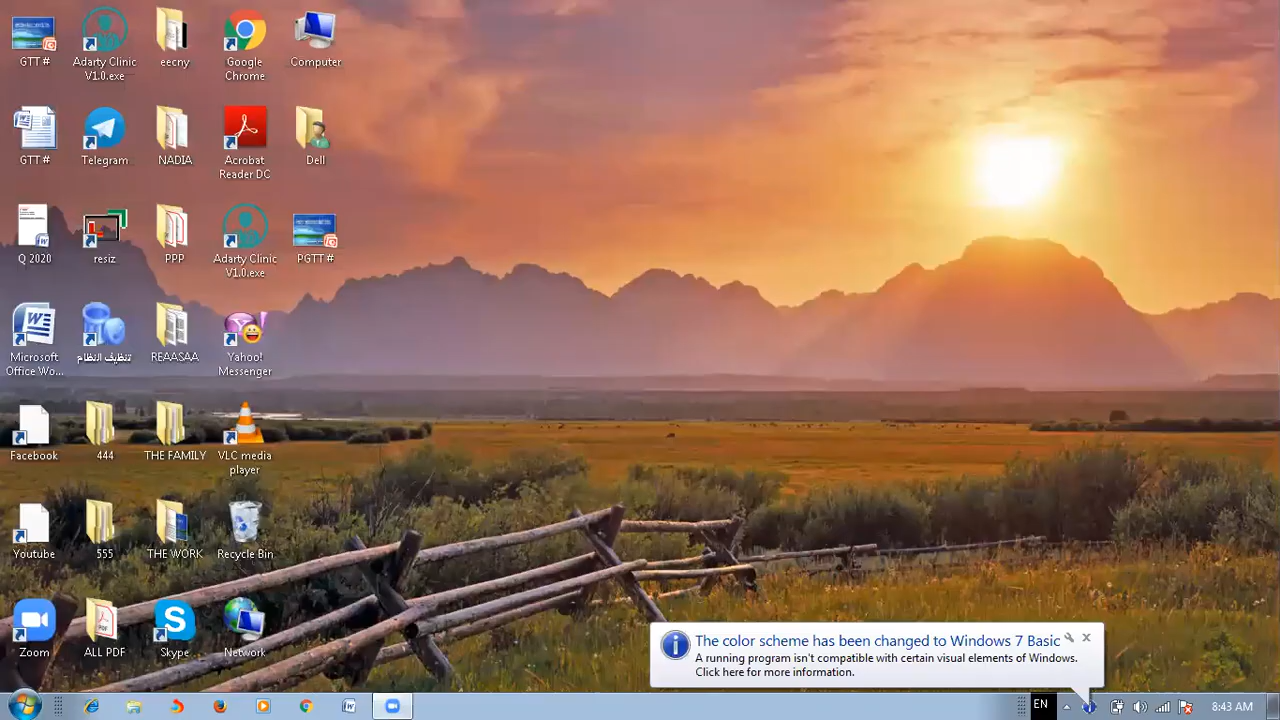 GTT #
Adarty Clinic
V1.0.exe
eecny
Google
Chrome
Computer
GTT #
Telegram
NADIA
Acrobat
Reader DC
Dell
Q 2020
resiz
PPP
Adarty Clinic
V1.0.exe
PGTT #
Microsoft
Office Wo...
تنظيف النظام
REAASAA
Yahoo!
Messenger
Facebook
444
THE FAMILY
VLC media
player
Youtube
555
THE WORK
Recycle Bin
Zoom
ALL PDF
Skype
Network
The color scheme has been changed to Windows 7 Basic
A running program isn't compatible with certain visual elements of Windows.
Click here for more information.
EN
8:43 AM